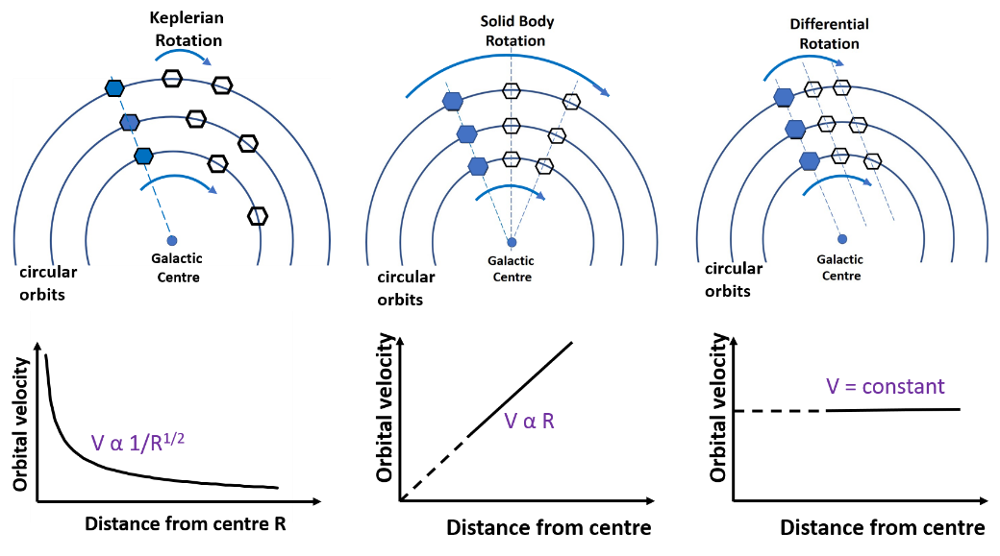 Keplerian
Rotation
Galactic
Centre
circular
orbits
Solid Body
Rotation
Galactic
Centre
circular
orbits
Differential
Rotation
Galactic
Centre
circular
orbits
Orbital velocity
V α 1/R^1/2
Distance from centre R
Orbital velocity
V α R
Distance from centre
Orbital velocity
V = constant
Distance from centre